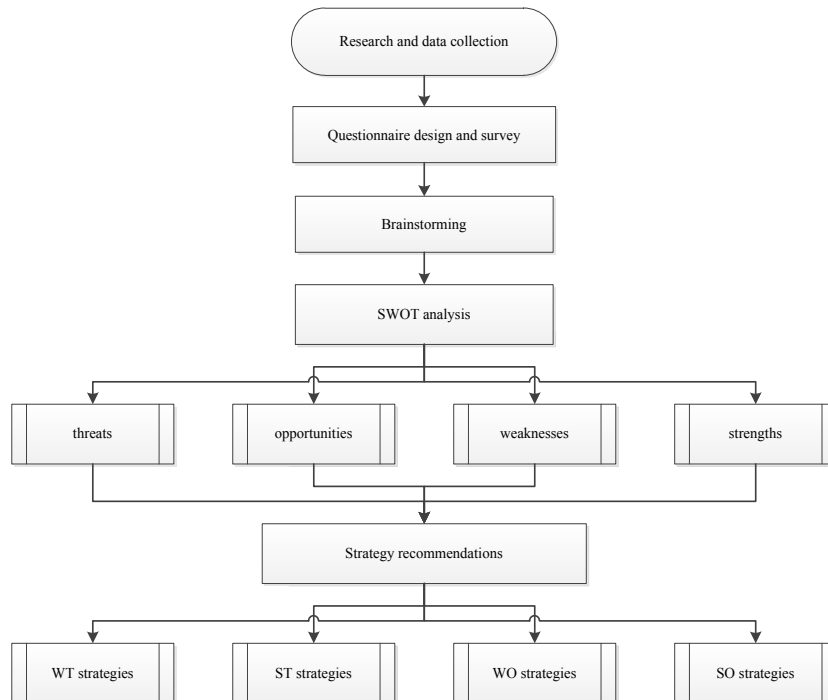 Research and data collection
Questionnaire design and survey
Brainstorming
SWOT analysis
threats
opportunities
weaknesses
strengths
Strategy recommendations
WT strategies
ST strategies
WO strategies
SO strategies